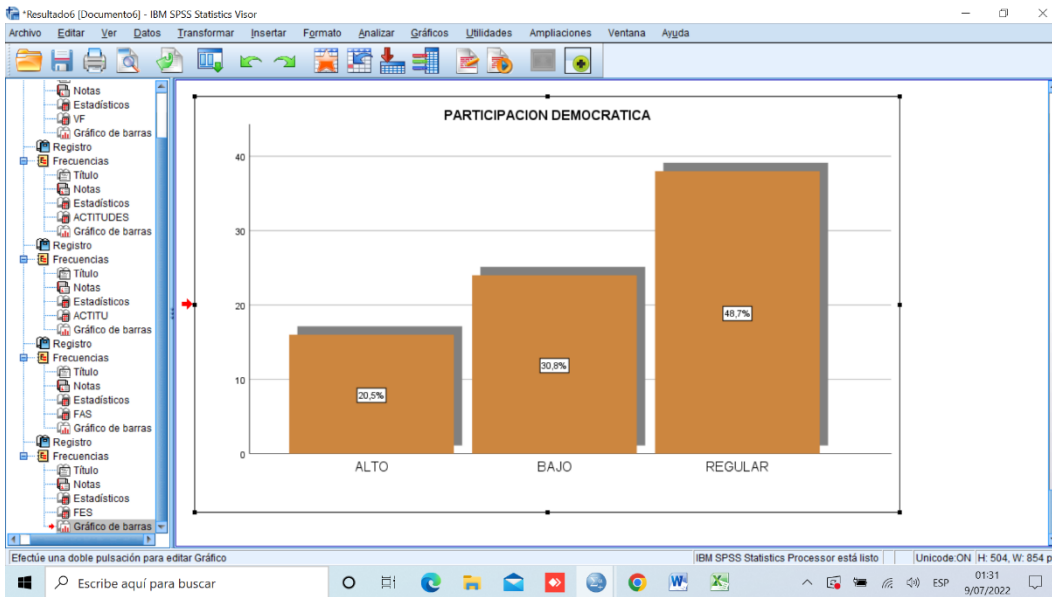 *Resultado6 [Documento6] - IBM SPSS Statistics Visor
Archivo Editar Ver Datos Transformar Insertar Formato Analizar Gráficos Utilidades Ampliaciones Ventana Ayuda
Notas
Estadísticos
VF
Gráfico de barras
Registro
Frecuencias
Título
Notas
Estadísticos
ACTITUDES
Gráfico de barras
Registro
Frecuencias
Título
Notas
Estadísticos
ACTITU
Gráfico de barras
Registro
Frecuencias
Título
Notas
Estadísticos
FAS
Gráfico de barras
Registro
Frecuencias
Título
Notas
Estadísticos
FES
Gráfico de barras
PARTICIPACION DEMOCRATICA
40
30
20
10
0
20,5%
30,8%
48,7%
ALTO BAJO REGULAR
Efectúe una doble pulsación para editar Gráfico
IBM SPSS Statistics Processor está listo
Unicode:ON H: 504, W: 854 p
Escribe aquí para buscar
ESP
01:31
9/07/2022